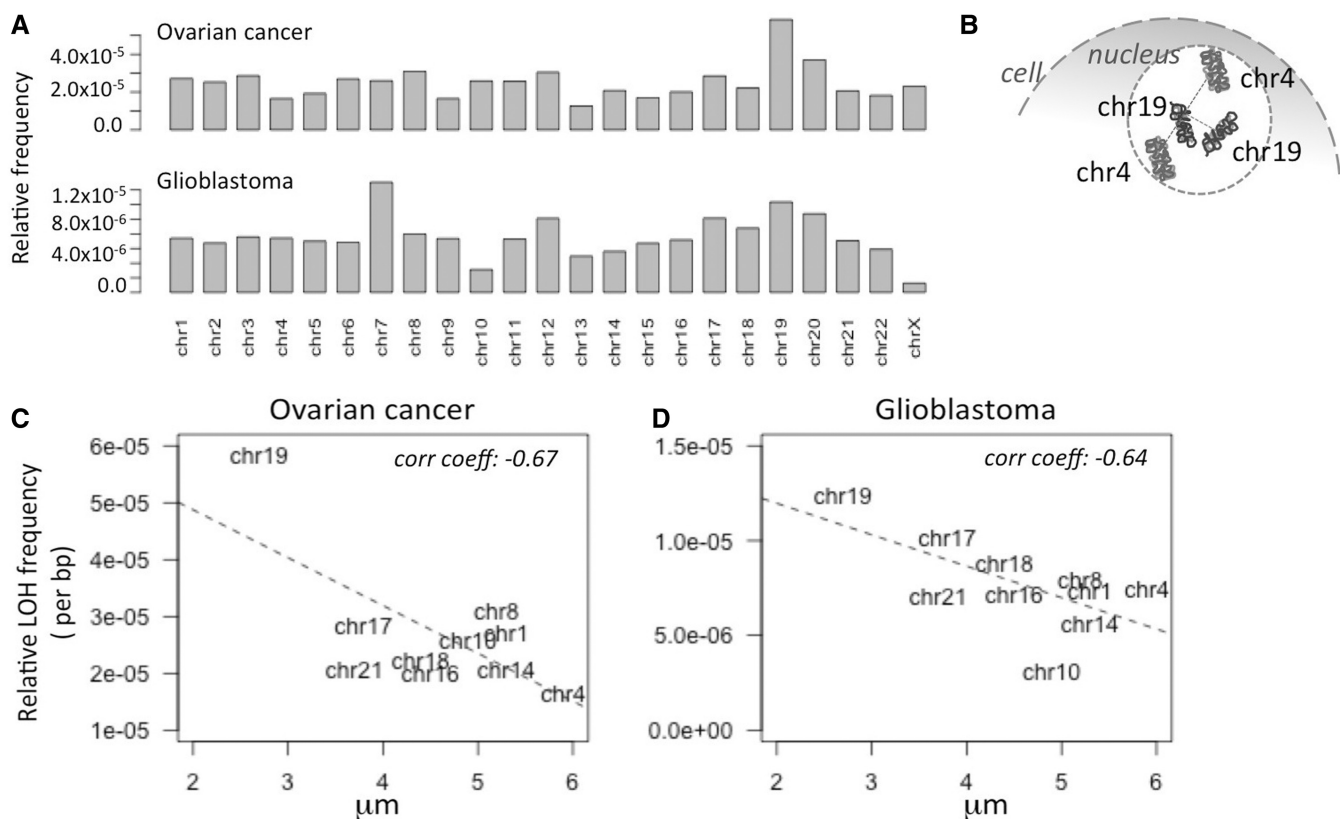 A
Ovarian cancer
Relative frequency
4.0x10-5
2.0x10-5
0.0
Glioblastoma
1.2x10-5
8.0x10-6
4.0x10-6
0.0
chr1 chr2 chr3 chr4 chr5 chr6 chr7 chr8 chr9 chr10 chr11 chr12 chr13 chr14 chr15 chr16 chr17 chr18 chr19 chr20 chr21 chr22 chrX
B
nucleus
cell
chr4
chr19
chr19
chr4
C
Ovarian cancer
Relative LOH frequency
( per bp)
6e-05
5e-05
4e-05
3e-05
2e-05
1e-05
corr coeff: -0.67
chr19
chr8
chr17
chr1
chr10
chr18
chr21
chr16
chr14
chr4
2 3 4 5 6
μm
D
Glioblastoma
1.5e-05
1.0e-05
5.0e-06
0.0e+00
corr coeff: -0.64
chr19
chr17
chr18
chr8
chr1
chr4
chr21
chr16
chr14
chr10
2 3 4 5 6
μm